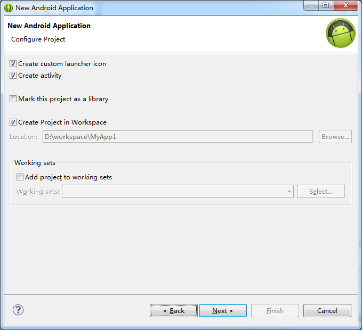 New Android Application
New Android Application
Configure Project
Create custom launcher icon
Create activity
Mark this project as a library
Create Project in Workspace
Location: D:\workspace\MyApp1 Browse...
Working sets
Add project to working sets
Working sets: Select...
? < Back Next > Finish Cancel